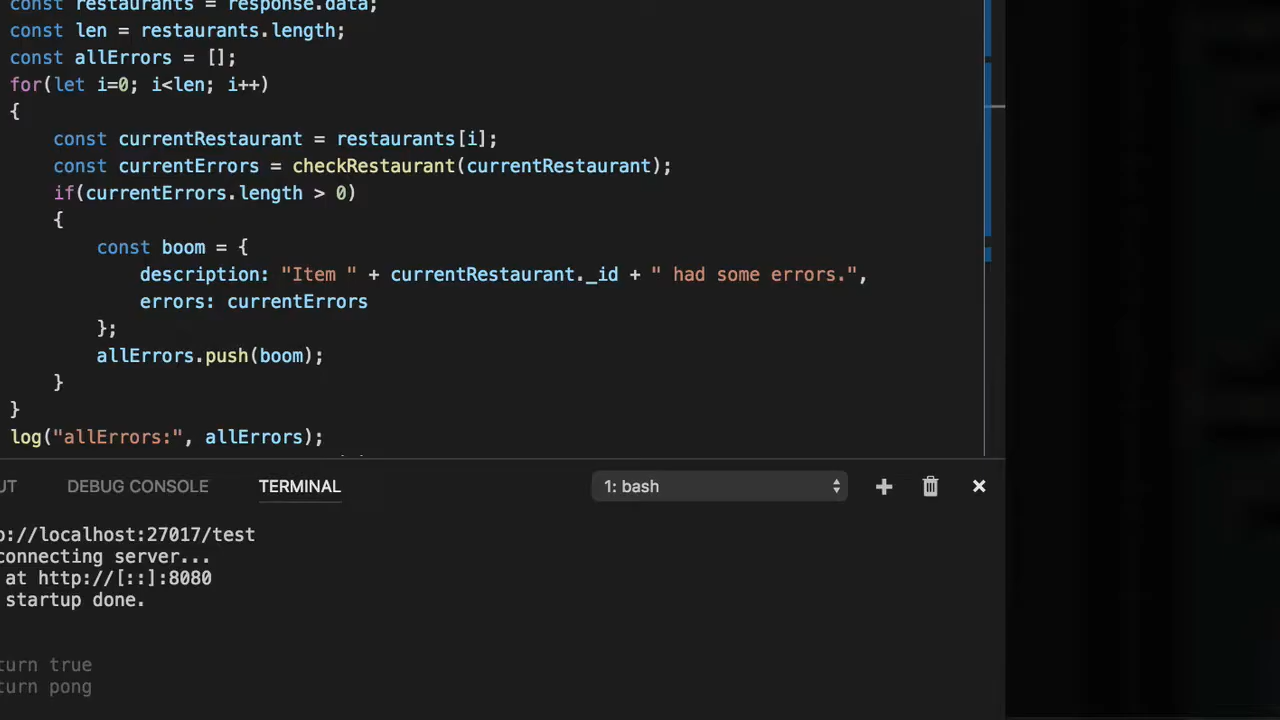 const restaurants = response.data;
const len = restaurants.length;
const allErrors = [];
for(let i=0; i<len; i++)
{
    const currentRestaurant = restaurants[i];
    const currentErrors = checkRestaurant(currentRestaurant);
    if(currentErrors.length > 0)
    {
        const boom = {
            description: "Item " + currentRestaurant._id + " had some errors.",
            errors: currentErrors
        };
        allErrors.push(boom);
    }
}
log("allErrors:", allErrors);
UT DEBUG CONSOLE TERMINAL 1: bash
://localhost:27017/test
connecting server...
at http://[::]:8080
startup done.
turn true
turn pong